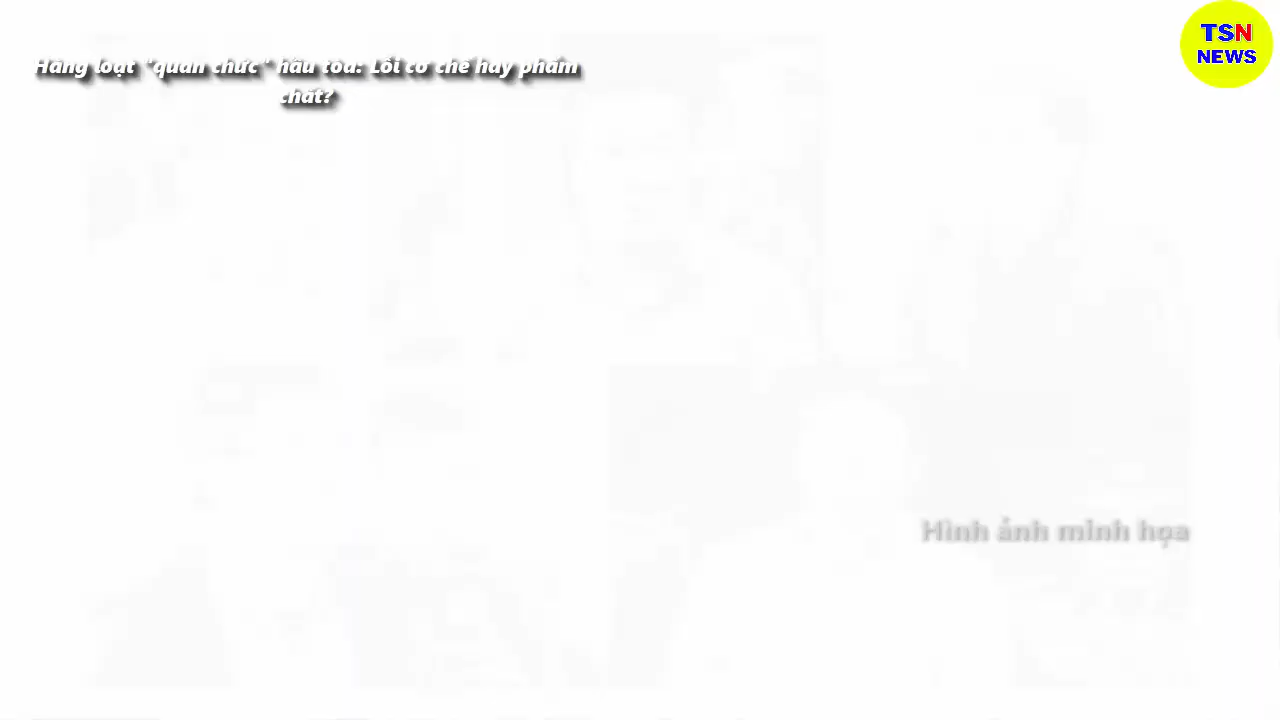 Hàng loạt "quan chức" hầu tòa: Lỗi cơ chế hay phẩm
chất?
TSN
NEWS
Hình ảnh minh họa